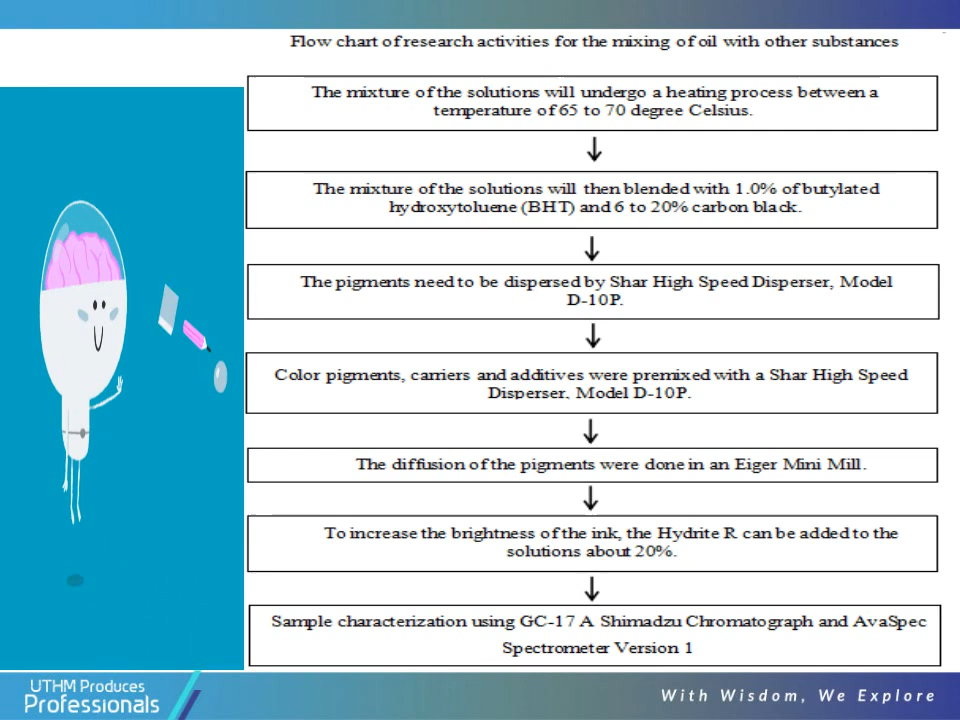 Flow chart of research activities for the mixing of oil with other substances
The mixture of the solutions will undergo a heating process between a
temperature of 65 to 70 degree Celsius.
The mixture of the solutions will then blended with 1.0% of butylated
hydroxytoluene (BHT) and 6 to 20% carbon black.
The pigments need to be dispersed by Shar High Speed Disperser, Model
D-10P.
Color pigments, carriers and additives were premixed with a Shar High Speed
Disperser, Model D-10P.
The diffusion of the pigments were done in an Eiger Mini Mill.
To increase the brightness of the ink, the Hydrite R can be added to the
solutions about 20%.
Sample characterization using GC-17 A Shimadzu Chromatograph and AvaSpec
Spectrometer Version 1
UTHM Produces
Professionals
With Wisdom, We Explore